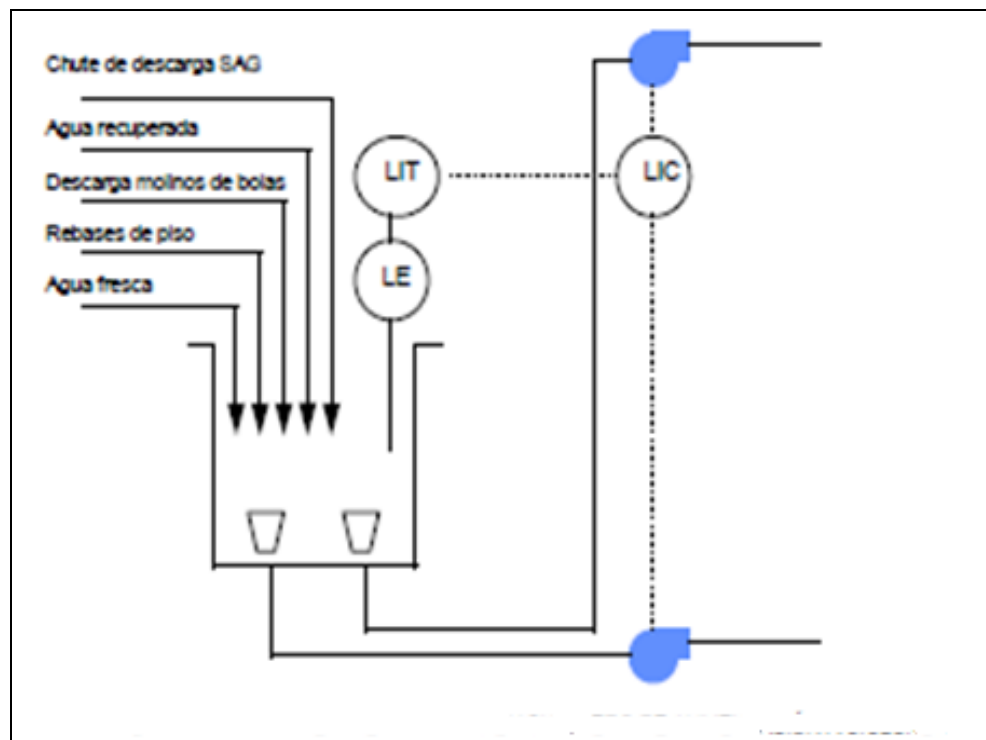 Chute de descarga SAG
Agua recuperada
LIT
LIC
Descarga molinos de bolas
Rebases de piso
LE
Agua fresca